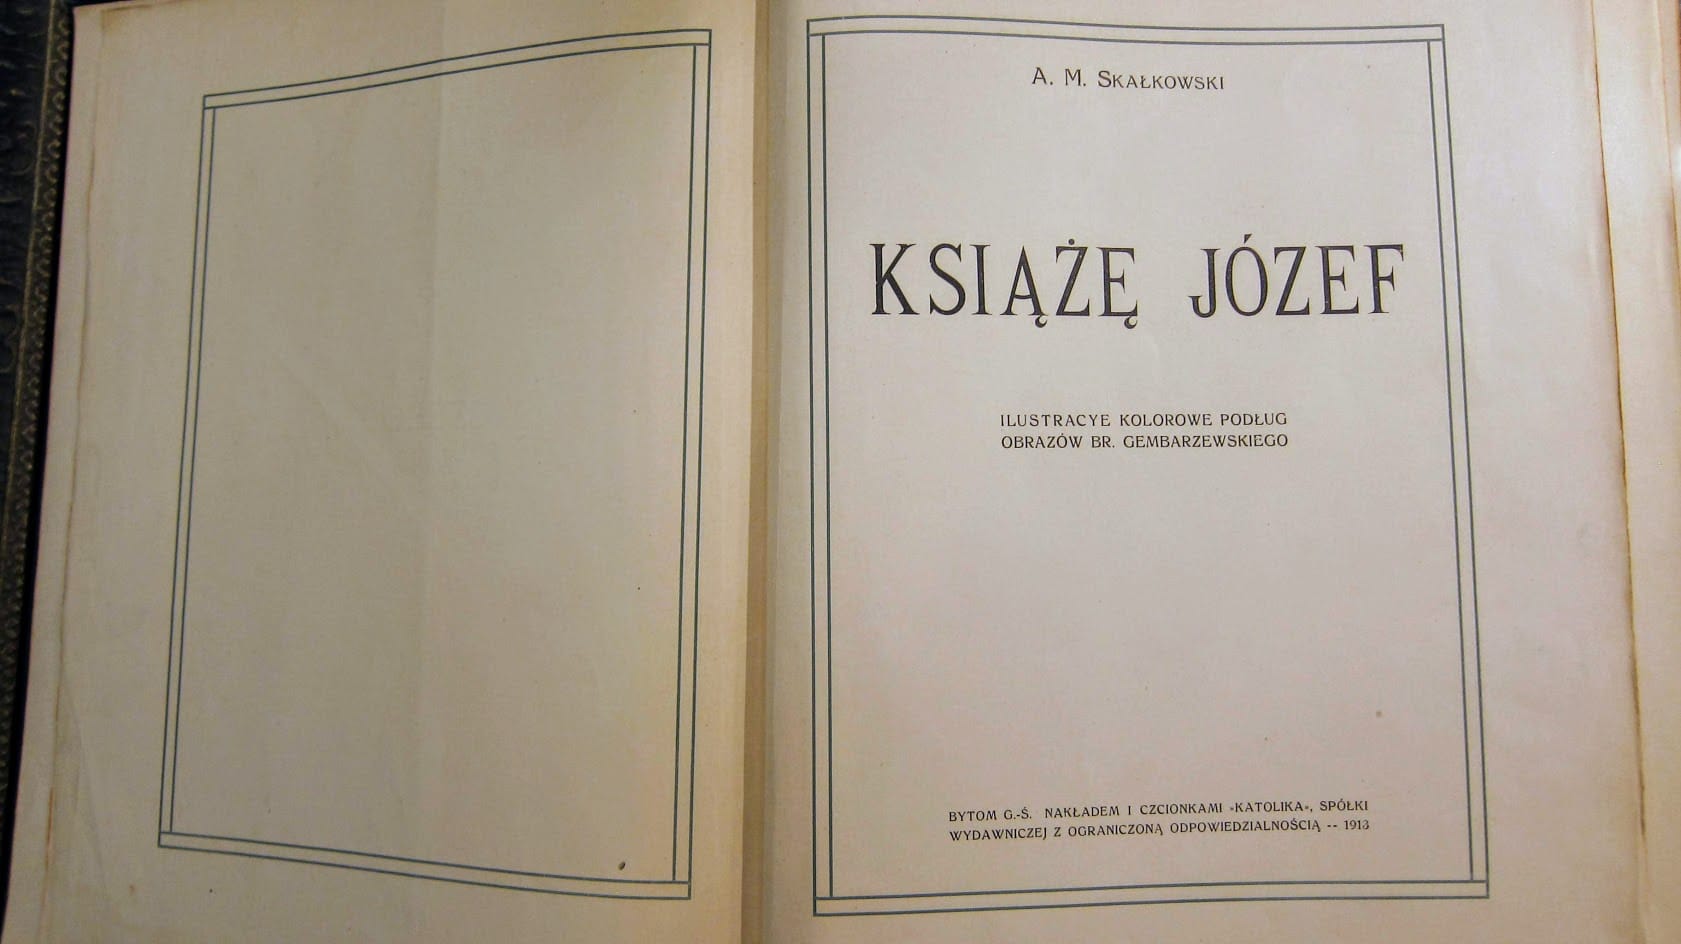 A. M. SKAŁKOWSKI
KSIĄŻĘ JÓZEF
ILUSTRACYE KOLOROWE PODŁUG
OBRAZÓW BR. GEMBARZEWSKIEGO
BYTOM G.-Ś. NAKŁADEM I CZCIONKAMI »KATOLIKA«, SPÓŁKI
WYDAWNICZEJ Z OGRANICZONĄ ODPOWIEDZIALNOŚCIĄ -- 1913